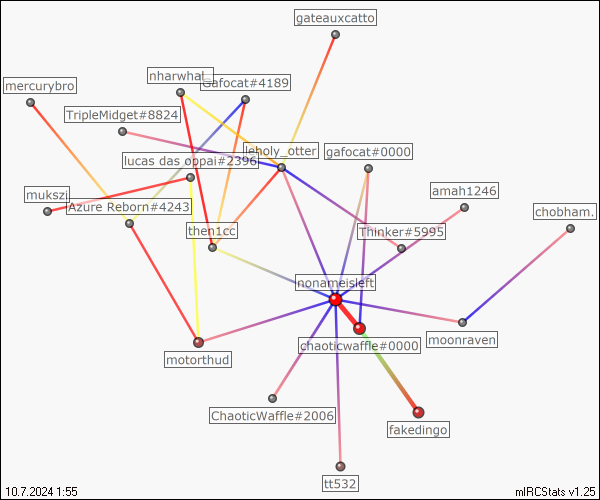 gateauxcatto
nharwhal_
Gafocat#4189
mercurybro
TripleMidget#8824
leholy_otter
gafocat#0000
lucas das oppai#2396
amah1246
mukszi
Azure Reborn#4243
chobham.
then1cc
Thinker#5995
nonameisleft
chaoticwaffle#0000
moonraven
motorthud
ChaoticWaffle#2006
fakedingo
tt532
10.7.2024 1:55
mIRCStats v1.25